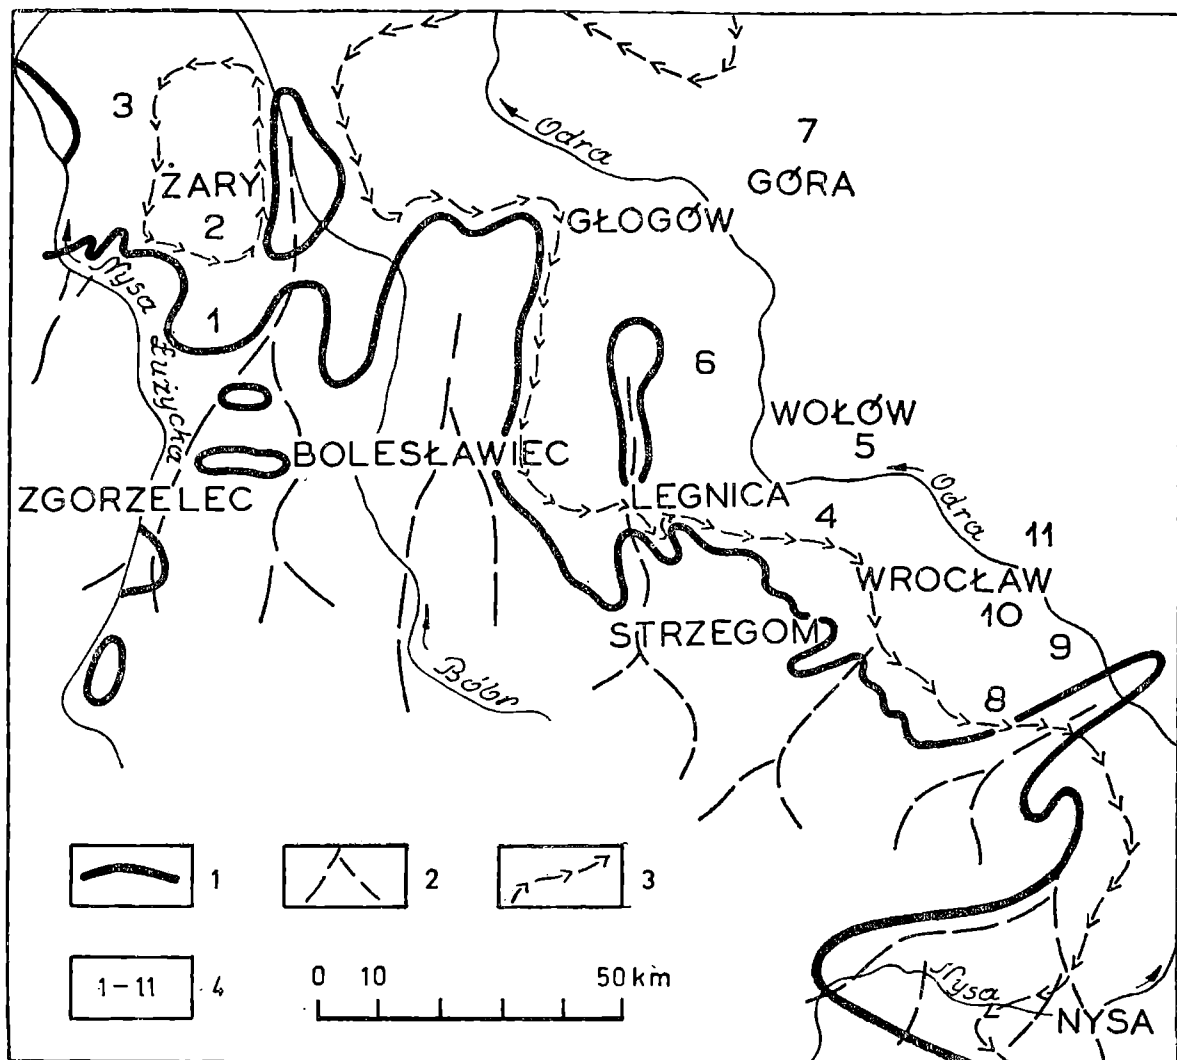 7
Odra
3
GÓRA
ŻARY
GŁOGÓW
2
Nysa Łużycka
1
6
WOŁÓW
5
BOLESŁAWIEC
ZGORZELEC
LEGNICA
Odra
4
11
WROCŁAW
10
STRZEGOM
9
Bóbr
8
1
2
3
1-11 4
0 10 50 km
Nysa
NYSA